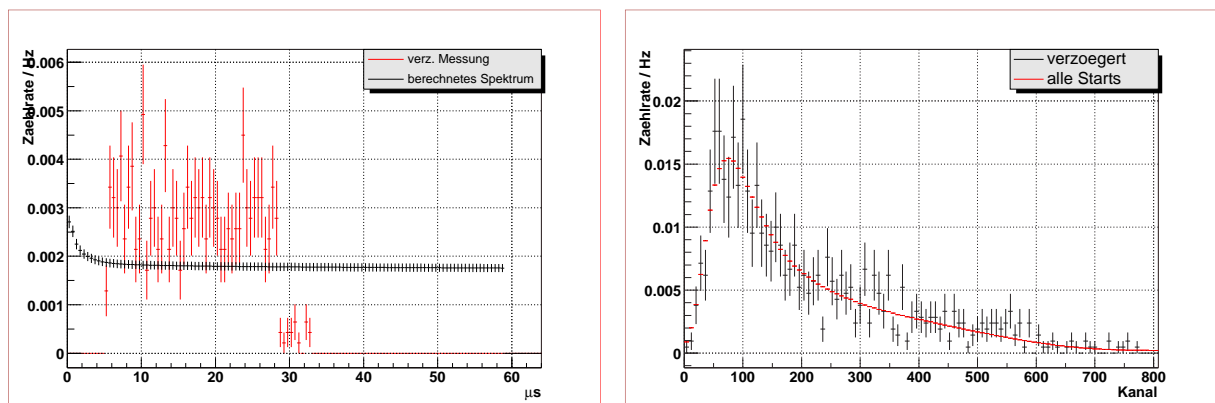 Zaehlrate / Hz
0.006
0.005
0.004
0.003
0.002
0.001
0
0 10 20 30 40 50 60
μs
verz. Messung
berechnetes Spektrum
Zaehlrate / Hz
0.02
0.015
0.01
0.005
0
0 100 200 300 400 500 600 700 800
Kanal
verzoegert
alle Starts